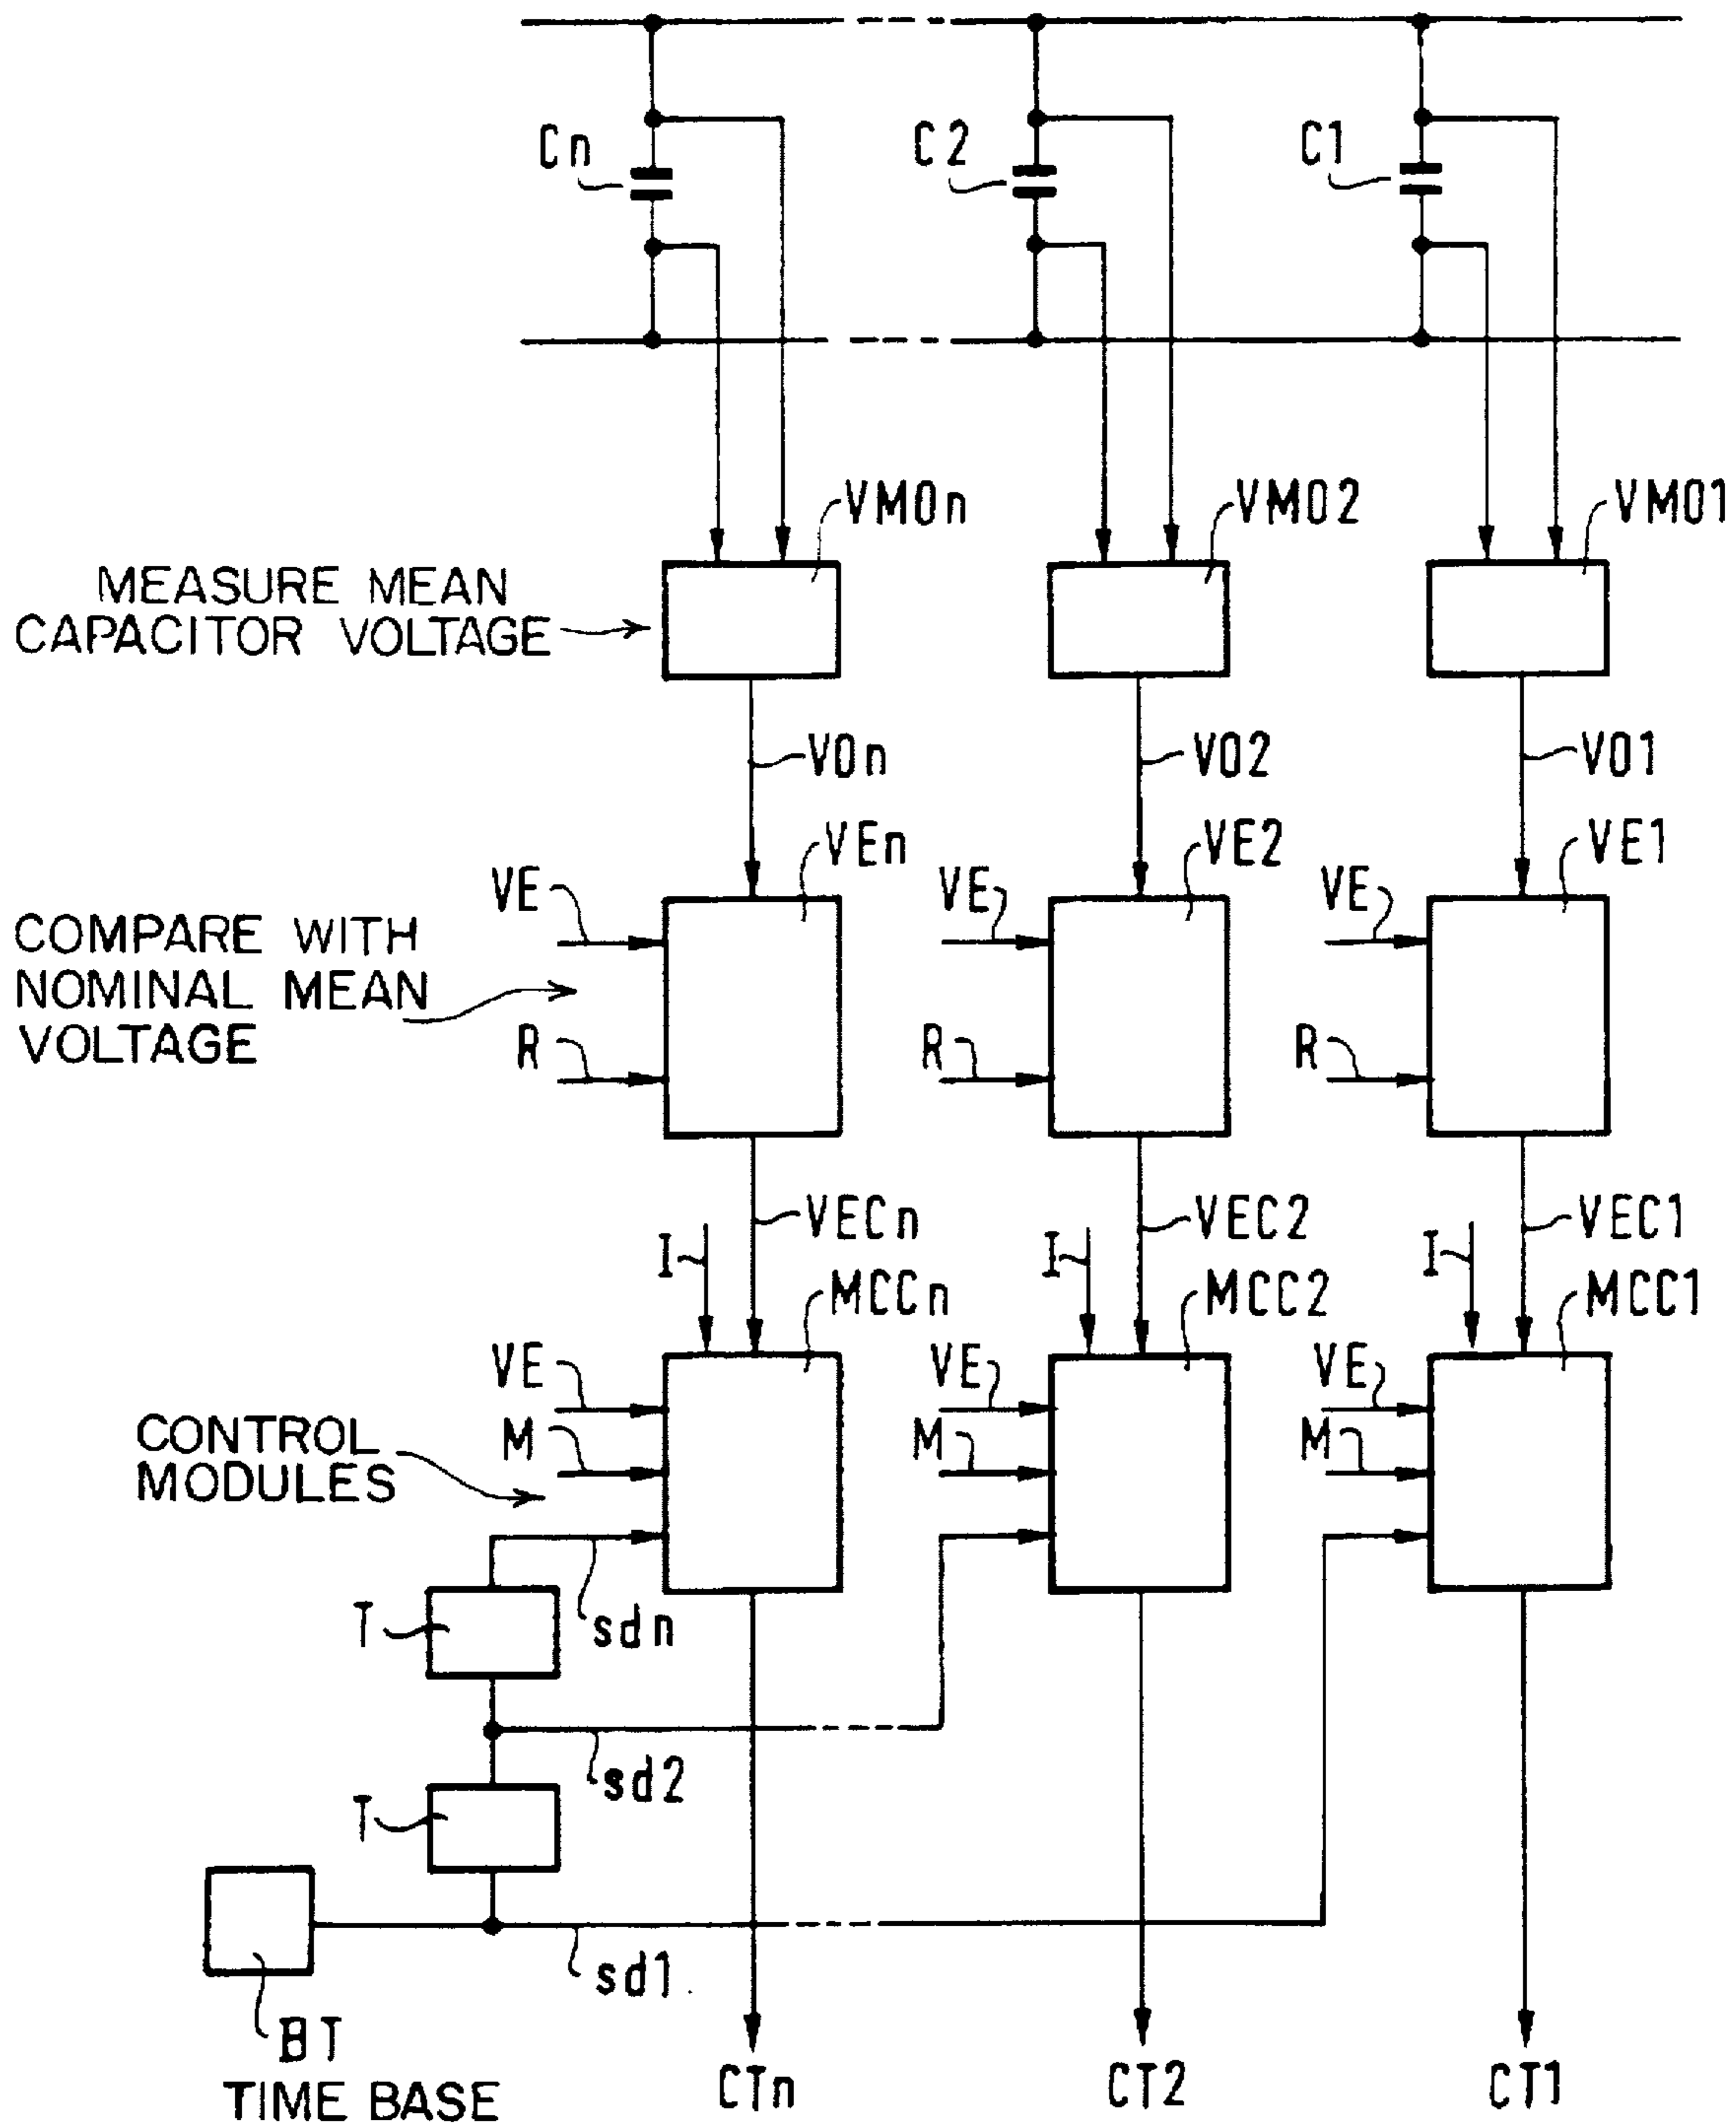 Cn
C2
C1
VM0n
VM02
VM01
MEASURE MEAN
CAPACITOR VOLTAGE
V0n
V02
V01
VEn
VE2
VE1
VE
VE
VE
COMPARE WITH
NOMINAL MEAN
VOLTAGE
R
R
R
VECn
VEC2
VEC1
I
I
I
MCCn
MCC2
MCC1
VE
VE
VE
M
M
M
CONTROL
MODULES
T
sdn
sd2
T
sd1
BT
TIME BASE
CTn
CT2
CT1